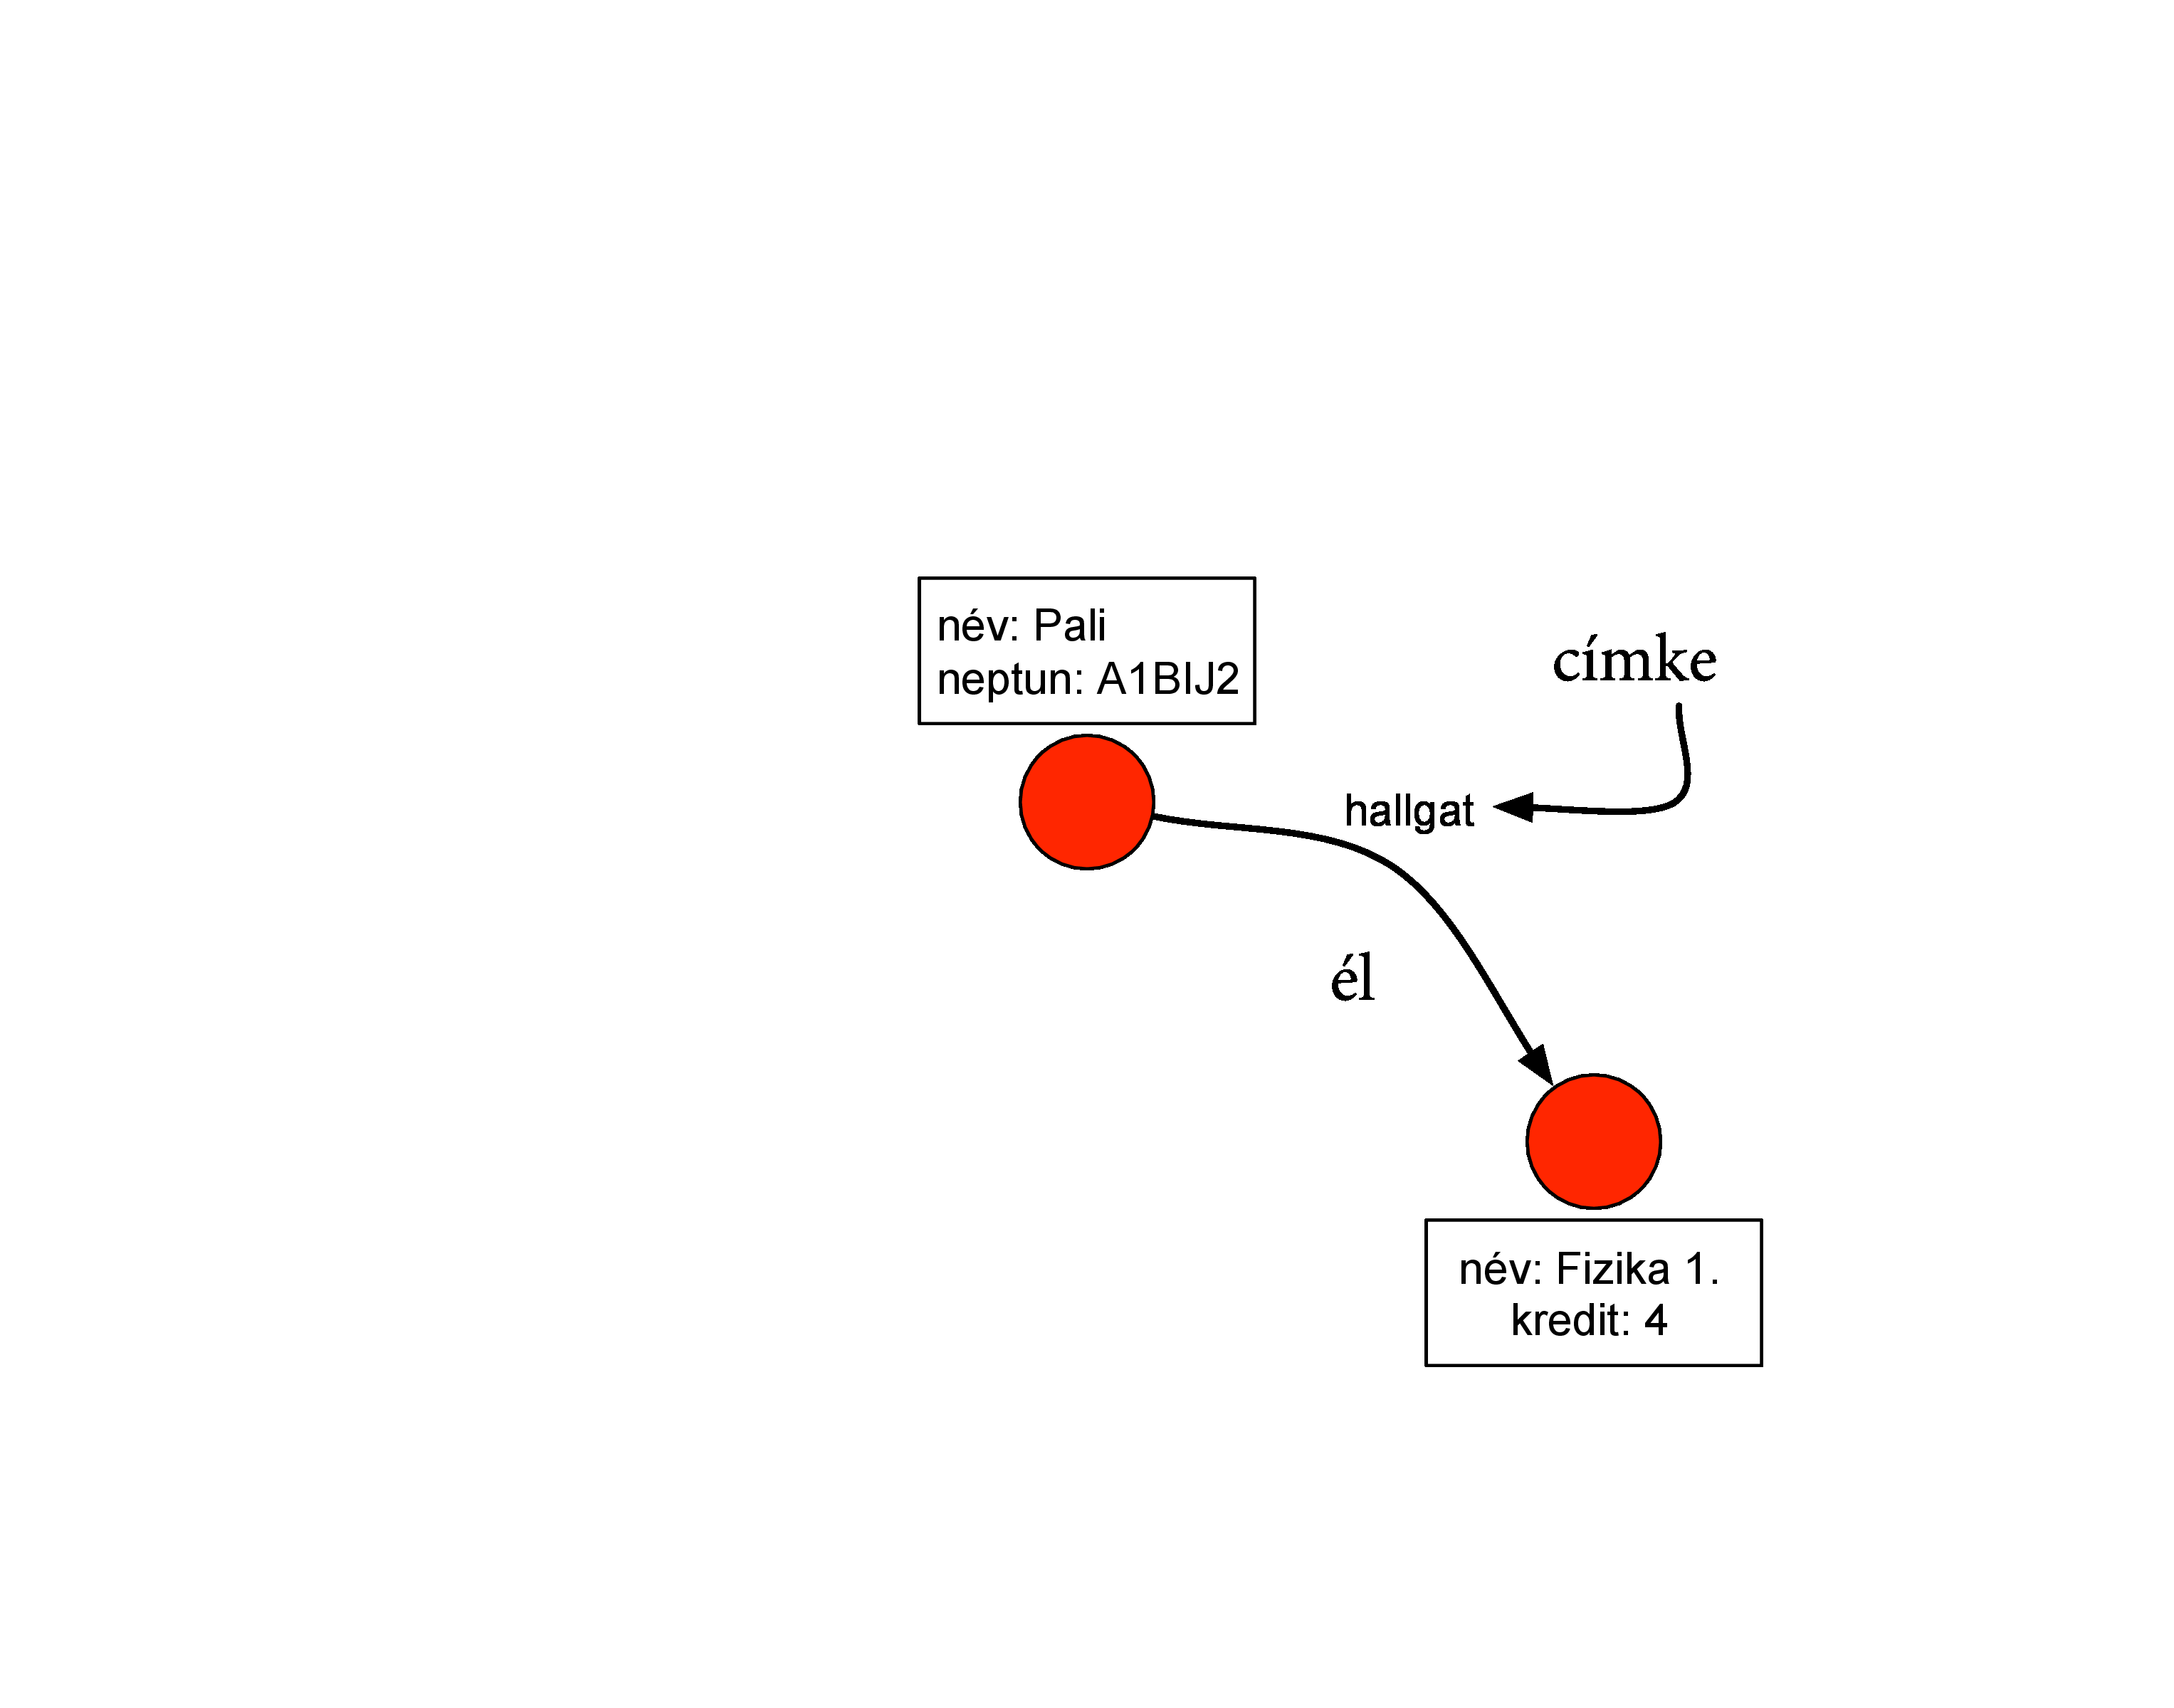 név: Pali
neptun: A1BIJ2
címke
hallgat
él
név: Fizika 1.
kredit: 4